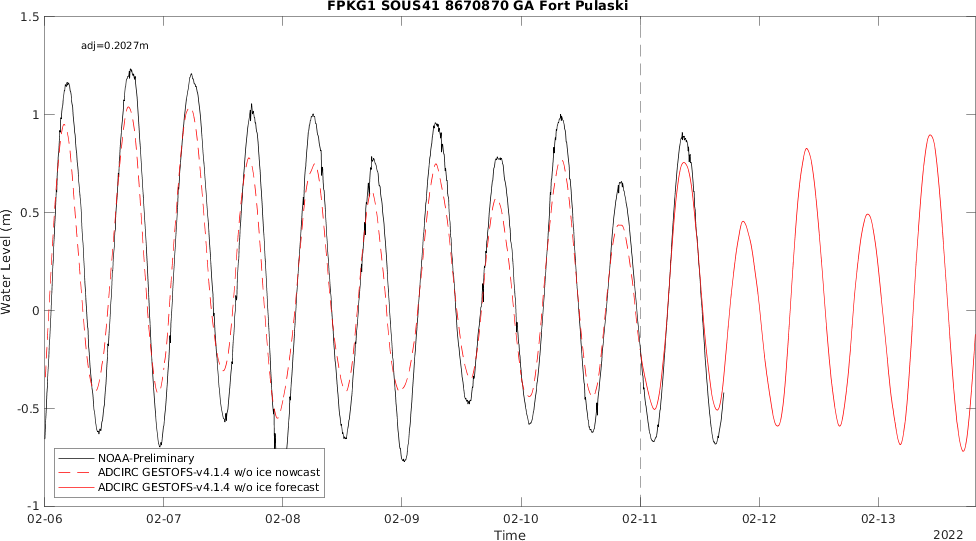 FPKG1 SOUS41 8670870 GA Fort Pulaski
1.5
adj=0.2027m
1
0.5
Water Level (m)
0
-0.5
NOAA-Preliminary
ADCIRC GESTOFS-v4.1.4 w/o ice nowcast
ADCIRC GESTOFS-v4.1.4 w/o ice forecast
-1
02-06 02-07 02-08 02-09 02-10 02-11 02-12 02-13
Time
2022